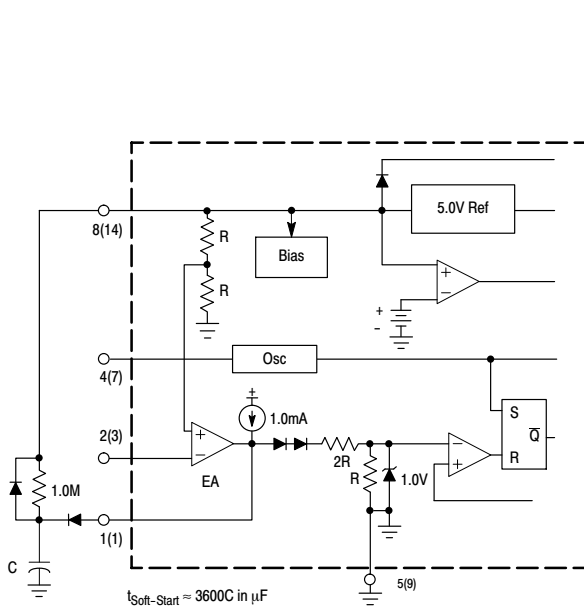 5.0V Ref
8(14)
R
Bias
R
+
−
+
-
4(7)
Osc
+
1.0mA
S
Q̅
R
2(3)
+
−
EA
2R
R
1.0V
−
+
1.0M
1(1)
C
5(9)
tSoft−Start ≈ 3600C in μF